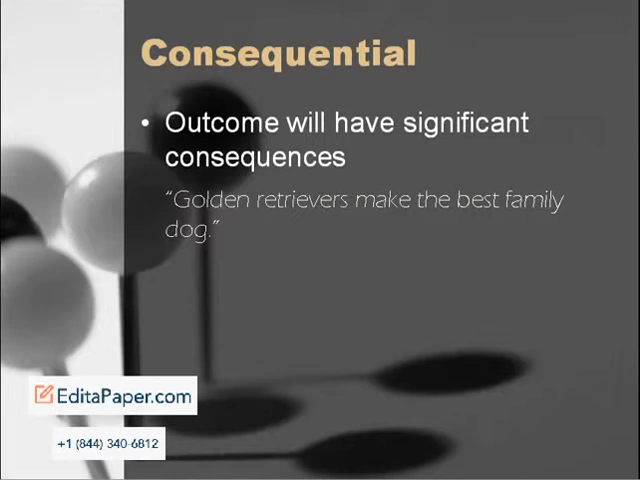 Consequential
• Outcome will have significant
consequences
“Golden retrievers make the best family
dog.”
EditaPaper.com
+1 (844) 340-6812